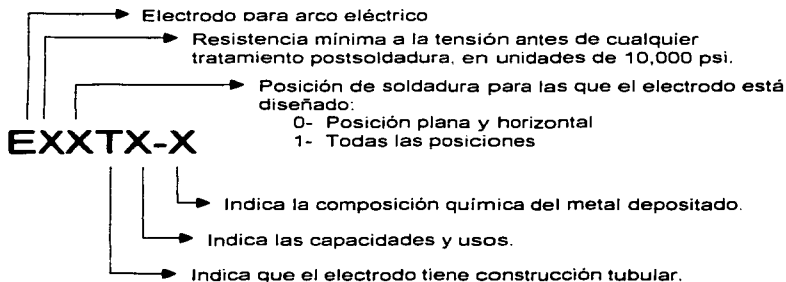 Electrodo para arco eléctrico
Resistencia mínima a la tensión antes de cualquier
tratamiento postsoldadura, en unidades de 10,000 psi.
Posición de soldadura para las que el electrodo está
diseñado:
0- Posición plana y horizontal
1- Todas las posiciones
EXXTX-X
Indica la composición química del metal depositado.
Indica las capacidades y usos.
Indica que el electrodo tiene construcción tubular.